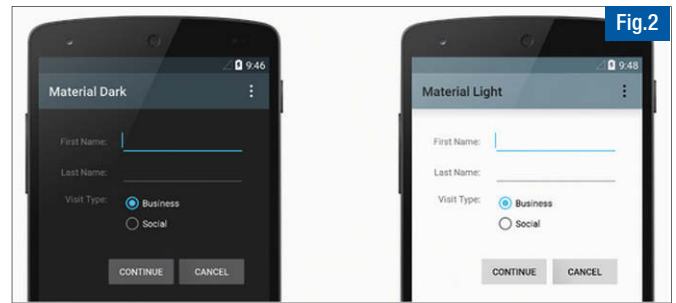 Fig.2
9:46
Material Dark
First Name:
Last Name:
Visit Type:
Business
Social
CONTINUE CANCEL
9:48
Material Light
First Name:
Last Name:
Visit Type:
Business
Social
CONTINUE CANCEL